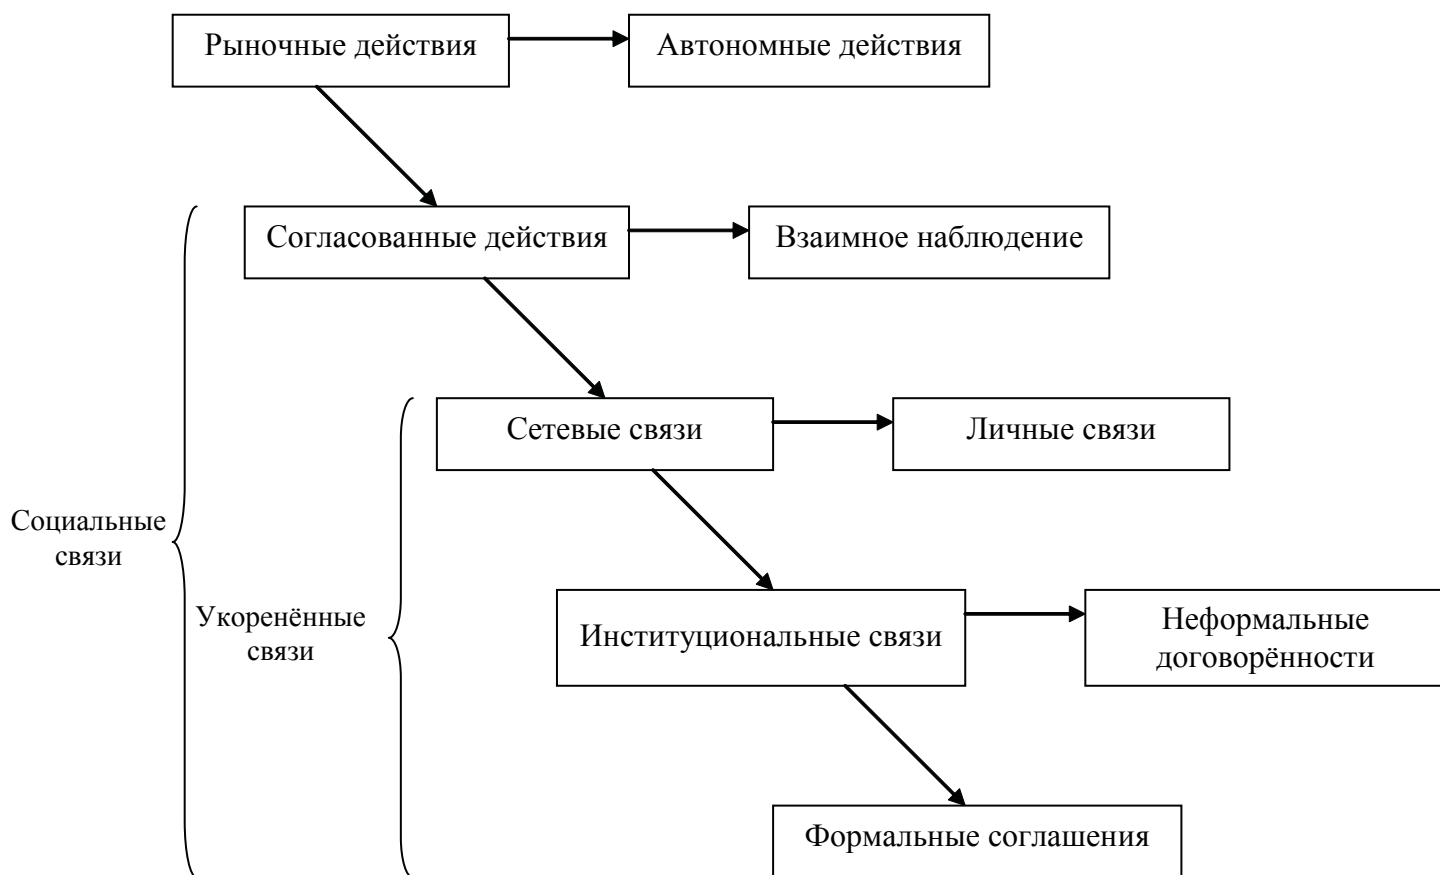 Рыночные действия
Автономные действия
Согласованные действия
Взаимное наблюдение
Сетевые связи
Личные связи
Социальные
связи
Укоренённые
связи
Институциональные связи
Неформальные
договорённости
Формальные соглашения